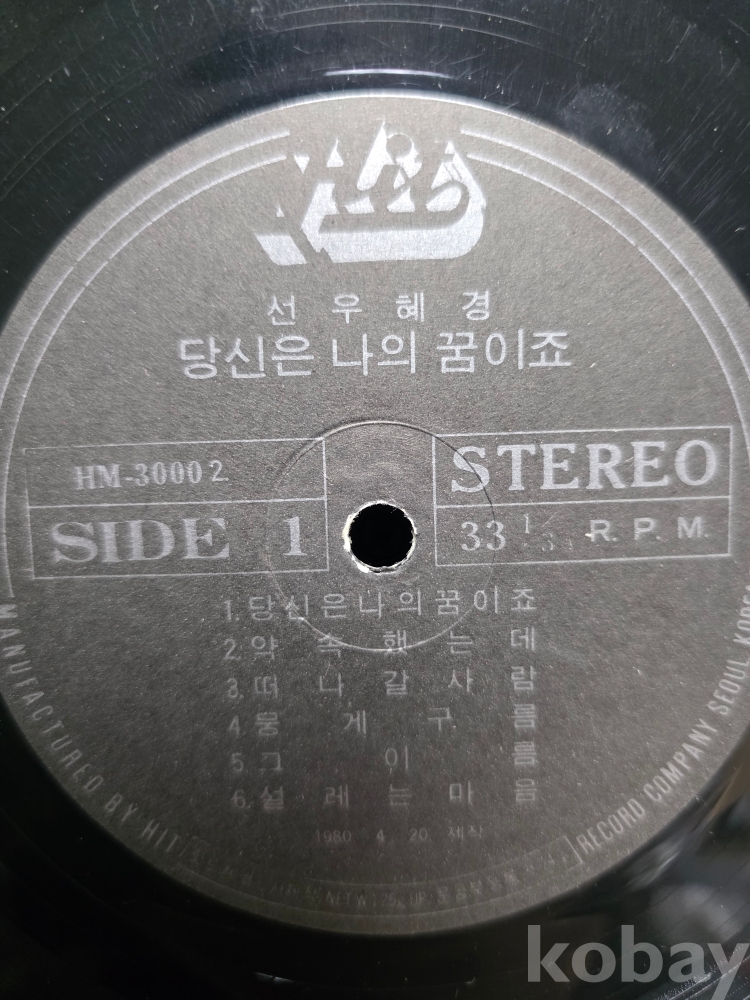 선우혜경
당신은 나의 꿈이죠
HM-30002
STEREO
SIDE 1
33 1/3 R.P.M.
1. 당신은나의꿈이죠
2. 약속했는데
3. 떠나갈사람
4. 뭉게구름
5. 그이름
6. 설레는마음
1980 4. 20 제작
MANUFACTURED BY HIT RECORD COMPANY SEOUL
kobay